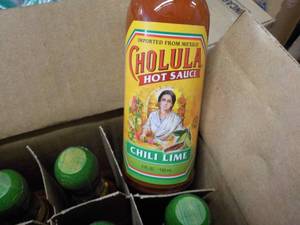 IMPORTED FROM MEXICO
CHOLULA
HOT SAUCE
CHILI LIME